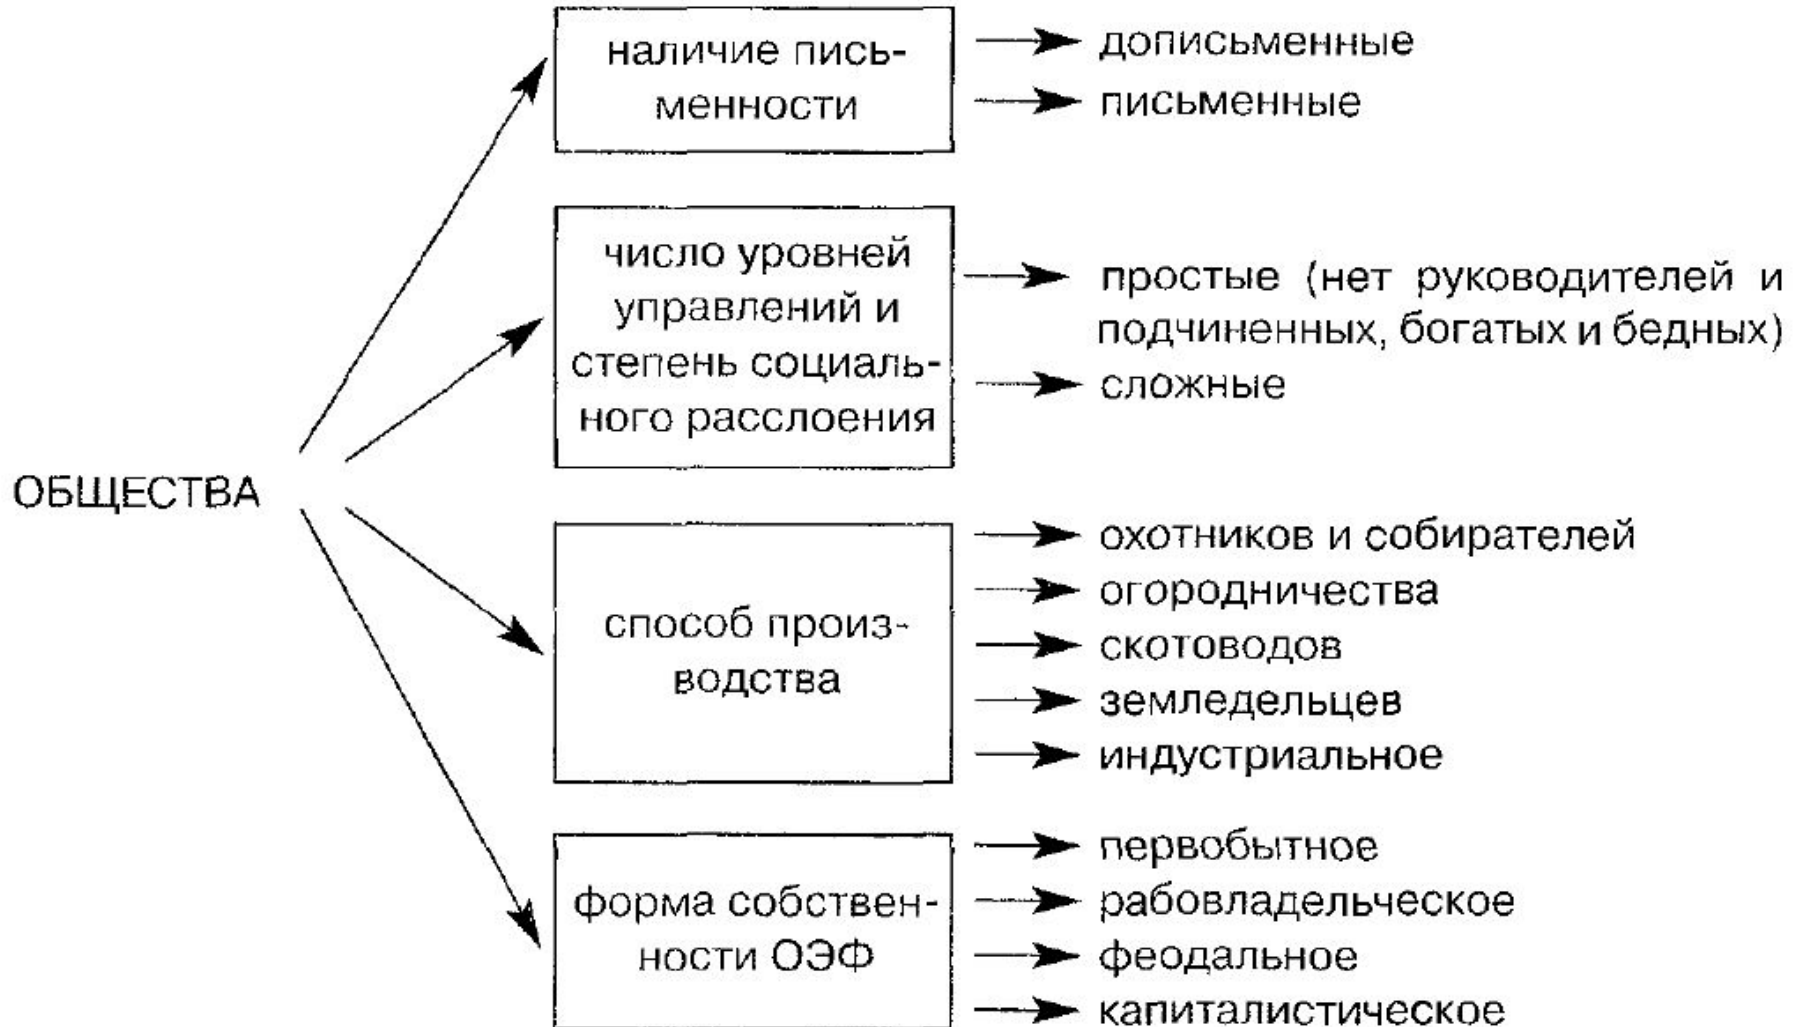 наличие пись-
менности
дописьменные
письменные
число уровней
управлений и
степень социаль-
ного расслоения
простые (нет руководителей и
подчиненных, богатых и бедных)
сложные
ОБЩЕСТВА
способ произ-
водства
охотников и собирателей
огородничества
скотоводов
земледельцев
индустриальное
форма собствен-
ности ОЭФ
первобытное
рабовладельческое
феодальное
капиталистическое